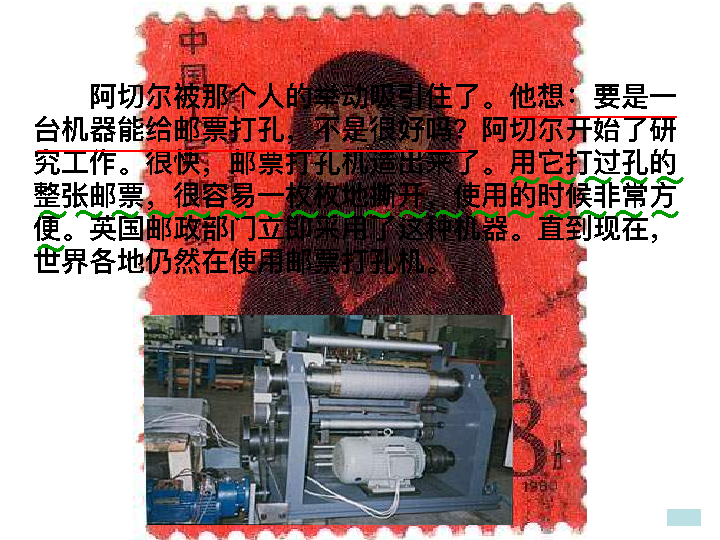 阿切尔被那个人的举动吸引住了。他想：要是一
台机器能给邮票打孔，不是很好吗？阿切尔开始了研
究工作。很快，邮票打孔机造出来了。用它打过孔的
整张邮票，很容易一枚枚地撕开，使用的时候非常方
便。英国邮政部门立即采用了这种机器。直到现在，
世界各地仍然在使用邮票打孔机。
中国
8
1980